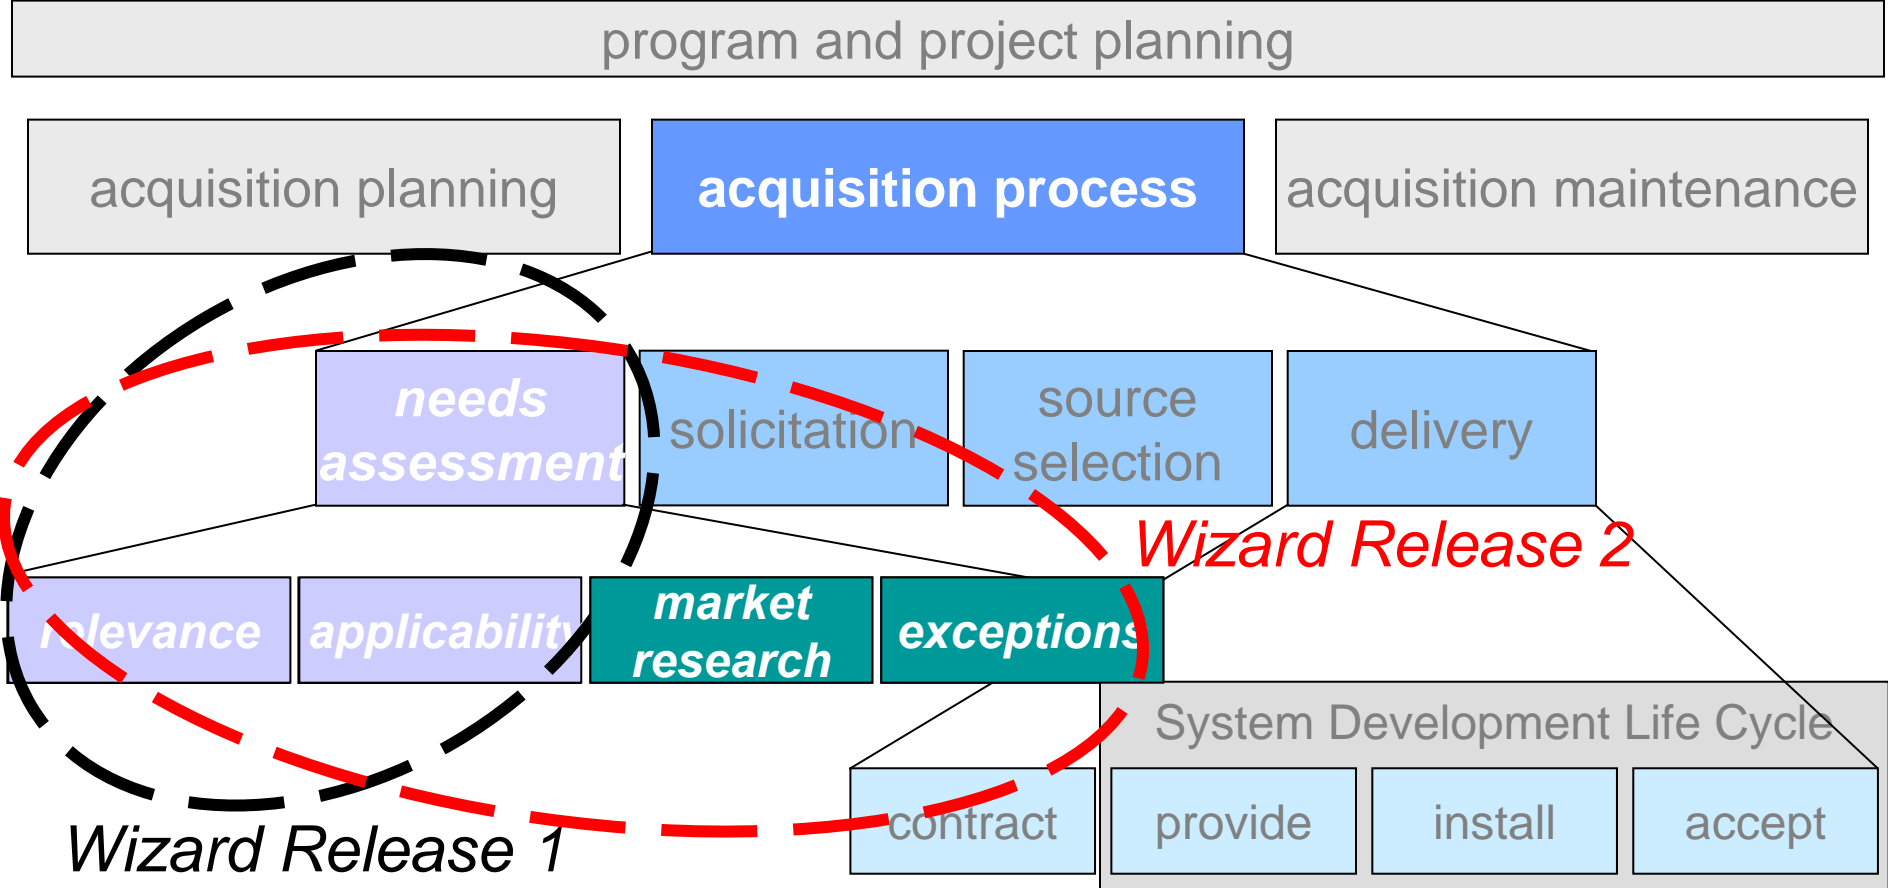 program and project planning
acquisition planning
acquisition process
acquisition maintenance
needs
assessment
solicitation
source
selection
delivery
Wizard Release 2
relevance
applicability
market
research
exceptions
System Development Life Cycle
contract
provide
install
accept
Wizard Release 1